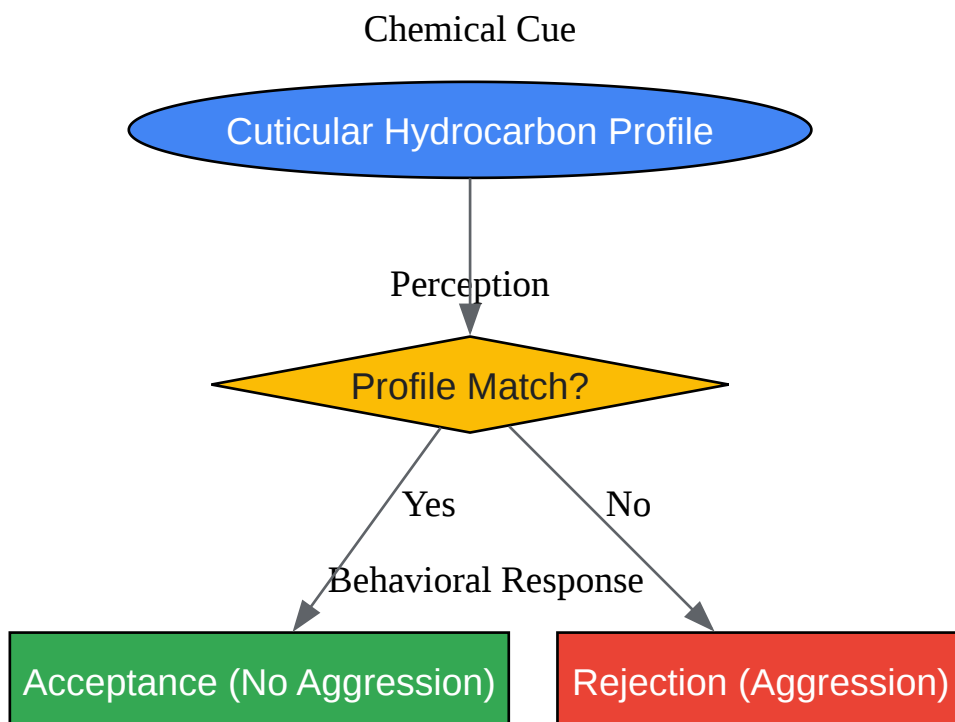 Chemical Cue
Cuticular Hydrocarbon Profile
Perception
Profile Match?
Yes
No
Behavioral Response
Acceptance (No Aggression)
Rejection (Aggression)